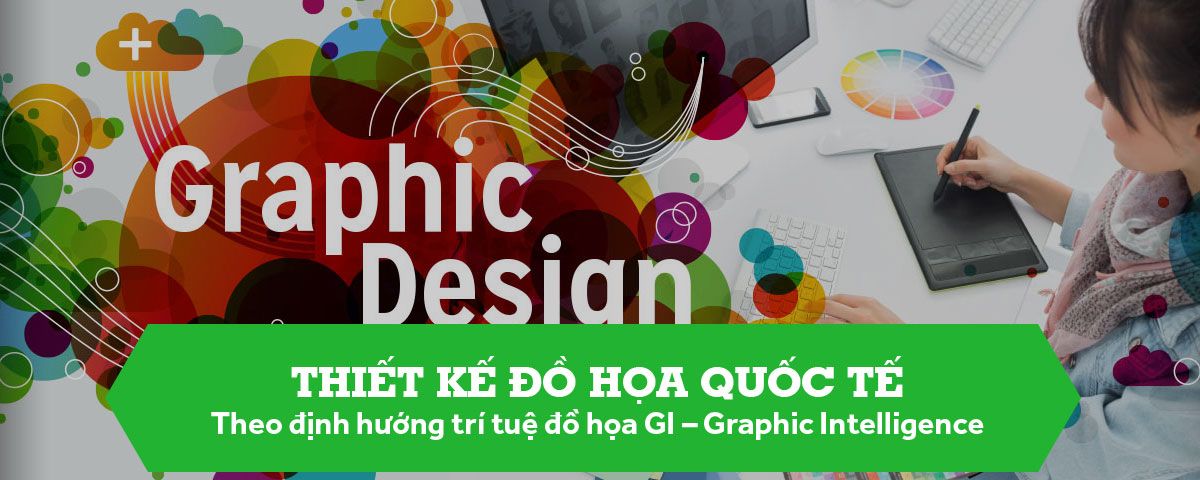 Graphic
Design
THIẾT KẾ ĐỒ HỌA QUỐC TẾ
Theo định hướng trí tuệ đồ họa GI – Graphic Intelligence